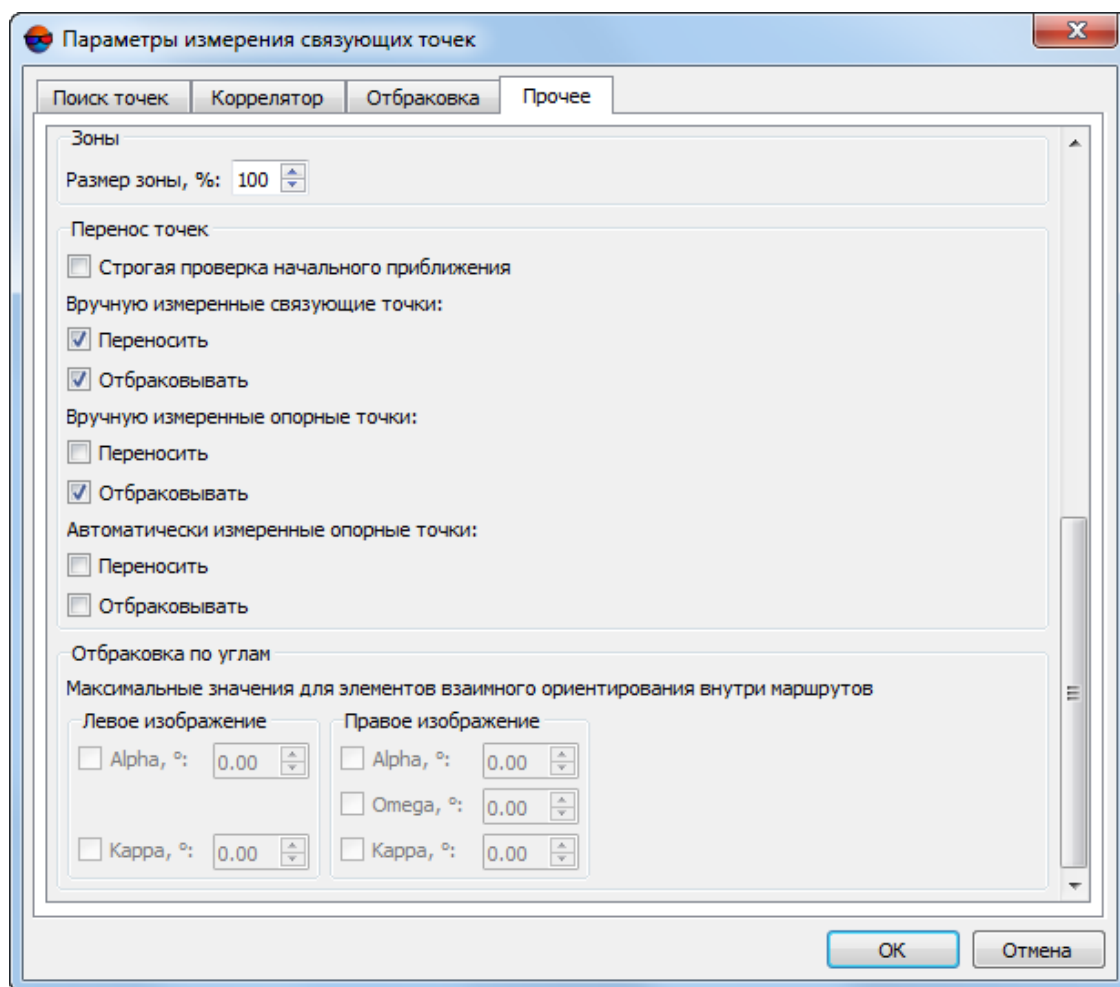 Параметры измерения связующих точек
Поиск точек Коррелятор Отбраковка Прочее
Зоны
Размер зоны, %: 100
Перенос точек
Строгая проверка начального приближения
Вручную измеренные связующие точки:
Переносить
Отбраковывать
Вручную измеренные опорные точки:
Переносить
Отбраковывать
Автоматически измеренные опорные точки:
Переносить
Отбраковывать
Отбраковка по углам
Максимальные значения для элементов взаимного ориентирования внутри маршрутов
Левое изображение Правое изображение
Alpha, °: 0.00 Alpha, °: 0.00
Omega, °: 0.00
Kappa, °: 0.00 Kappa, °: 0.00
OK Отмена